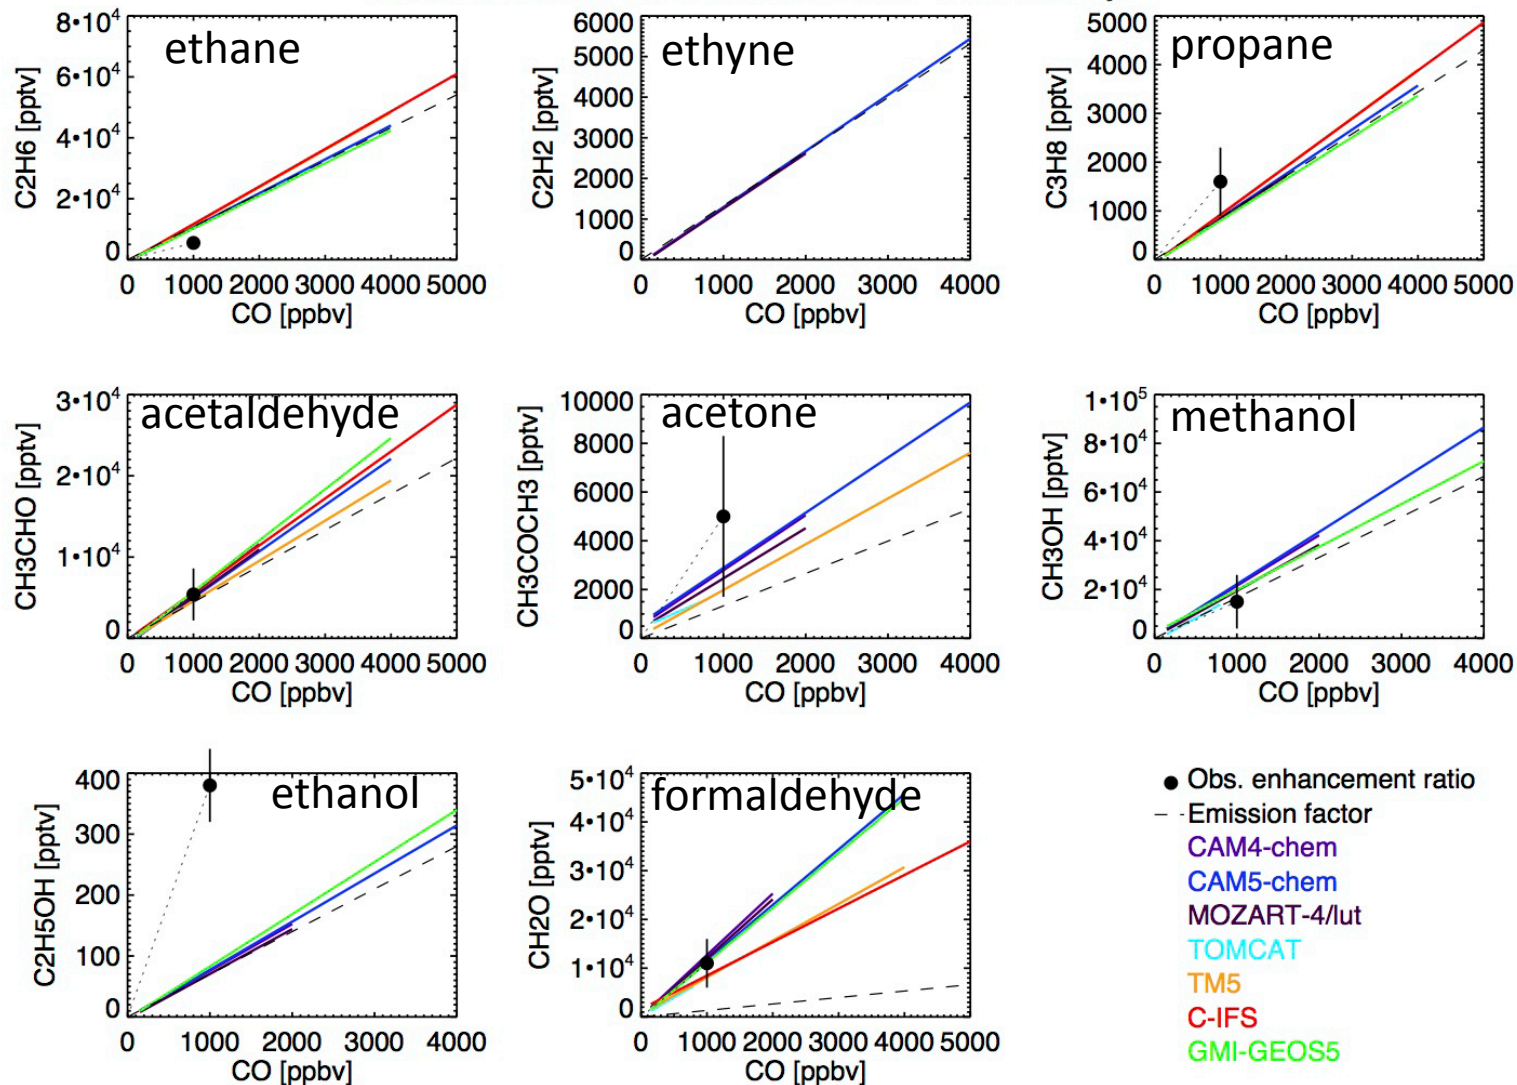 ethane
8•10⁴
6•10⁴
4•10⁴
2•10⁴
0
C2H6 [pptv]
0 1000 2000 3000 4000 5000
CO [ppbv]
ethyne
6000
5000
4000
3000
2000
1000
0
C2H2 [pptv]
0 1000 2000 3000 4000
CO [ppbv]
propane
5000
4000
3000
2000
1000
0
C3H8 [pptv]
0 1000 2000 3000 4000 5000
CO [ppbv]
acetaldehyde
3•10⁴
2•10⁴
1•10⁴
0
CH3CHO [pptv]
0 1000 2000 3000 4000 5000
CO [ppbv]
acetone
10000
8000
6000
4000
2000
0
CH3COCH3 [pptv]
0 1000 2000 3000 4000
CO [ppbv]
methanol
1•10⁵
8•10⁴
6•10⁴
4•10⁴
2•10⁴
0
CH3OH [pptv]
0 1000 2000 3000 4000
CO [ppbv]
ethanol
400
300
200
100
0
C2H5OH [pptv]
0 1000 2000 3000 4000
CO [ppbv]
formaldehyde
5•10⁴
4•10⁴
3•10⁴
2•10⁴
1•10⁴
0
CH2O [pptv]
0 1000 2000 3000 4000 5000
CO [ppbv]
Obs. enhancement ratio
Emission factor
CAM4-chem
CAM5-chem
MOZART-4/lut
TOMCAT
TM5
C-IFS
GMI-GEOS5